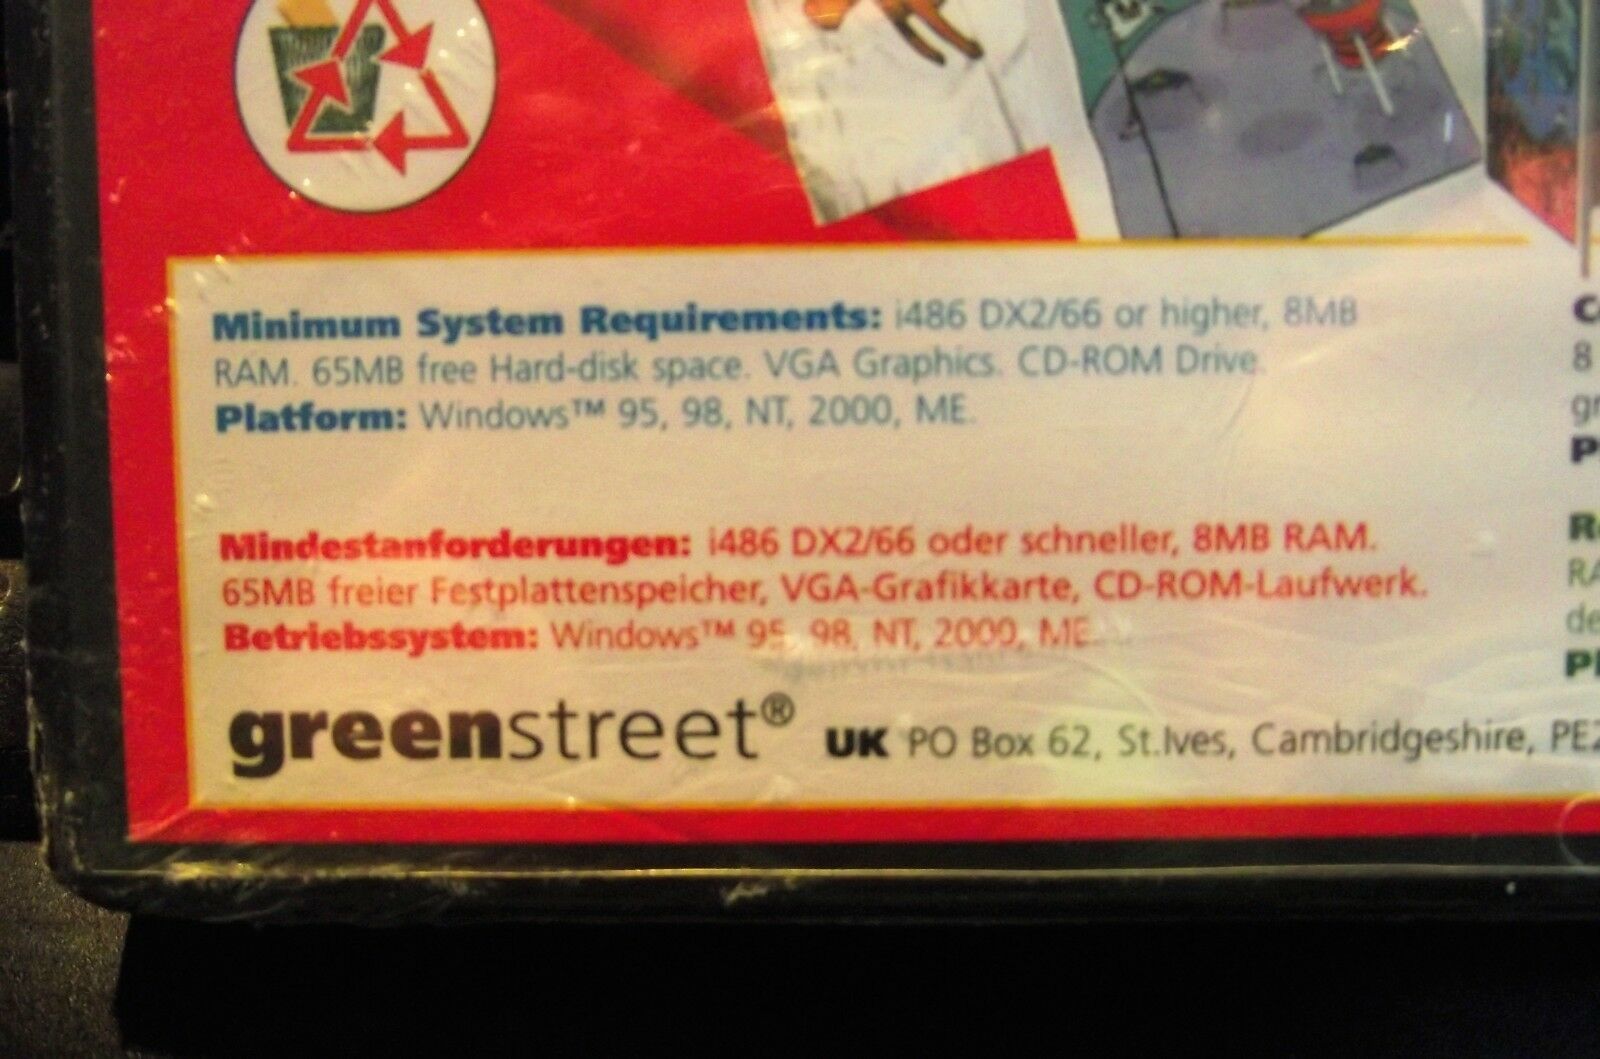 Minimum System Requirements: i486 DX2/66 or higher, 8MB
RAM. 65MB free Hard-disk space. VGA Graphics. CD-ROM Drive.
Platform: Windows™ 95, 98, NT, 2000, ME.
Mindestanforderungen: i486 DX2/66 oder schneller, 8MB RAM.
65MB freier Festplattenspeicher, VGA-Grafikkarte, CD-ROM-Laufwerk.
Betriebssystem: Windows™ 95, 98, NT, 2000, ME.
greenstreet® UK PO Box 62, St.Ives, Cambridgeshire,